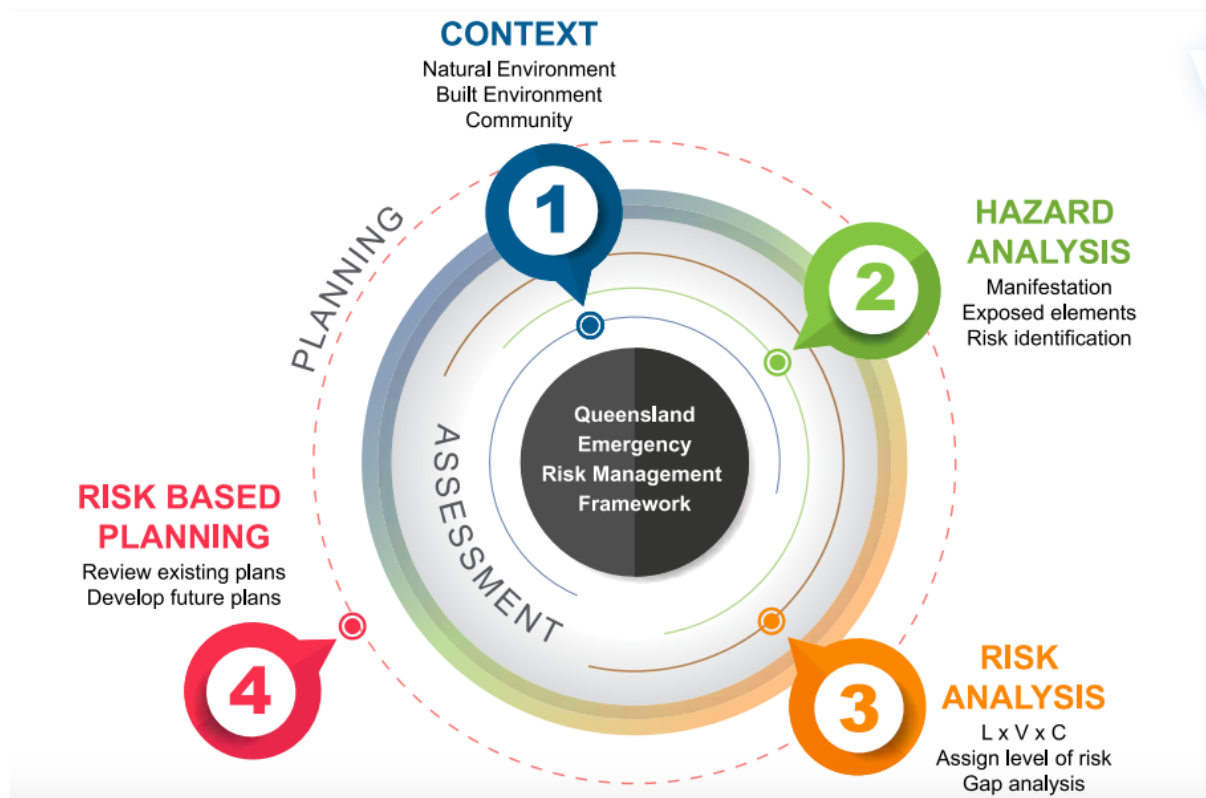 CONTEXT
Natural Environment
Built Environment
Community
1
PLANNING
2
HAZARD
ANALYSIS
Manifestation
Exposed elements
Risk identification
Queensland
Emergency
Risk Management
Framework
ASSESSMENT
RISK BASED
PLANNING
Review existing plans
Develop future plans
4
3
RISK
ANALYSIS
L x V x C
Assign level of risk
Gap analysis